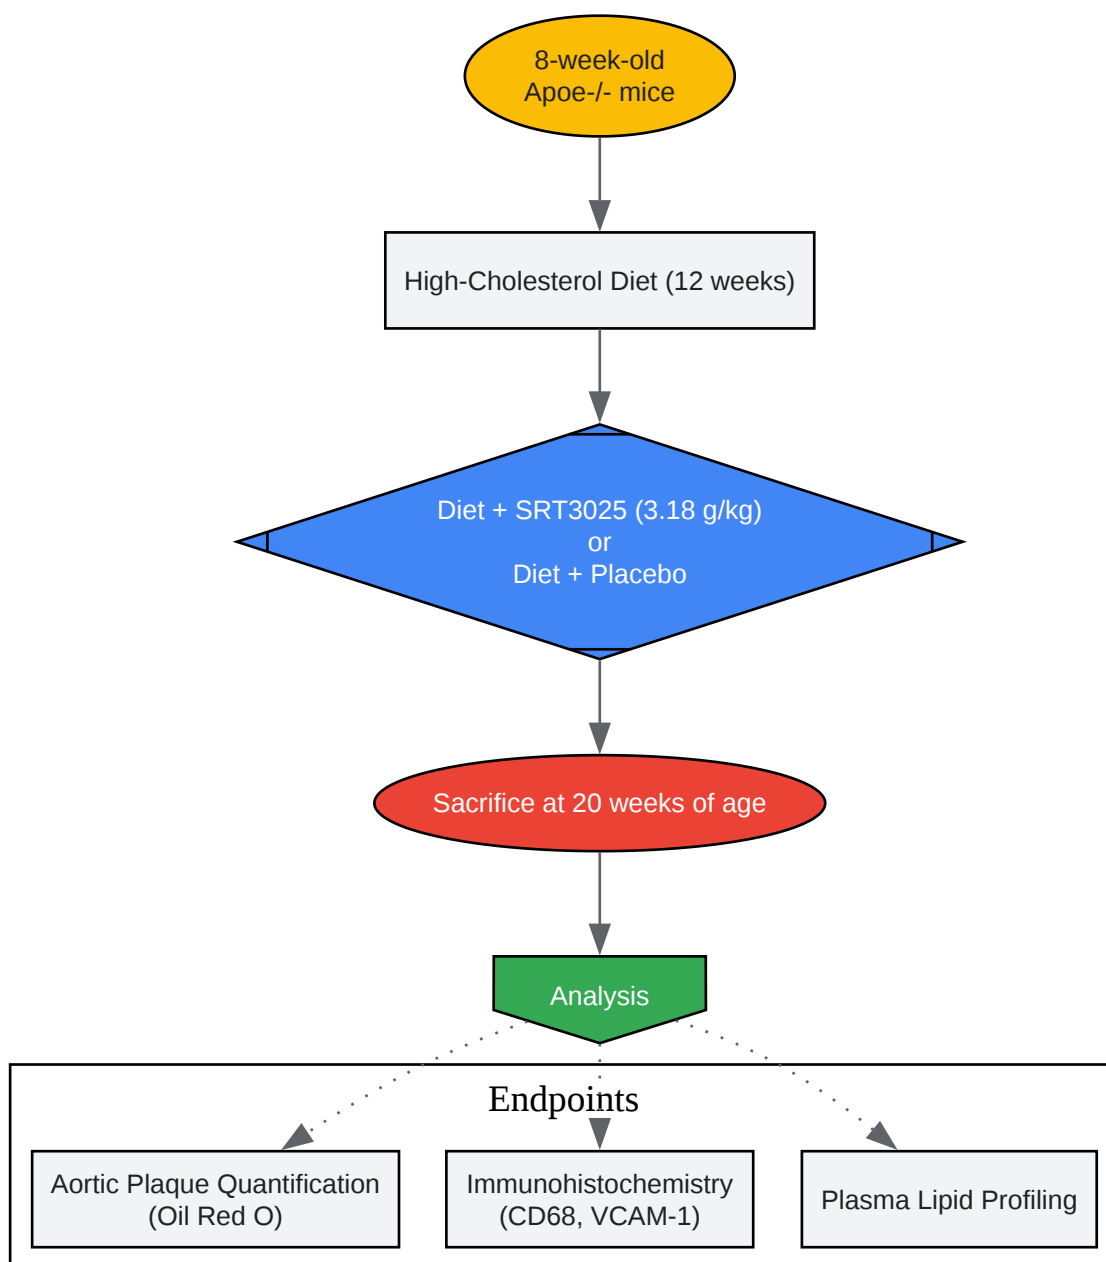 8-week-old
Apoe-/- mice
High-Cholesterol Diet (12 weeks)
Diet + SRT3025 (3.18 g/kg)
or
Diet + Placebo
Sacrifice at 20 weeks of age
Analysis
Endpoints
Aortic Plaque Quantification
(Oil Red O)
Immunohistochemistry
(CD68, VCAM-1)
Plasma Lipid Profiling